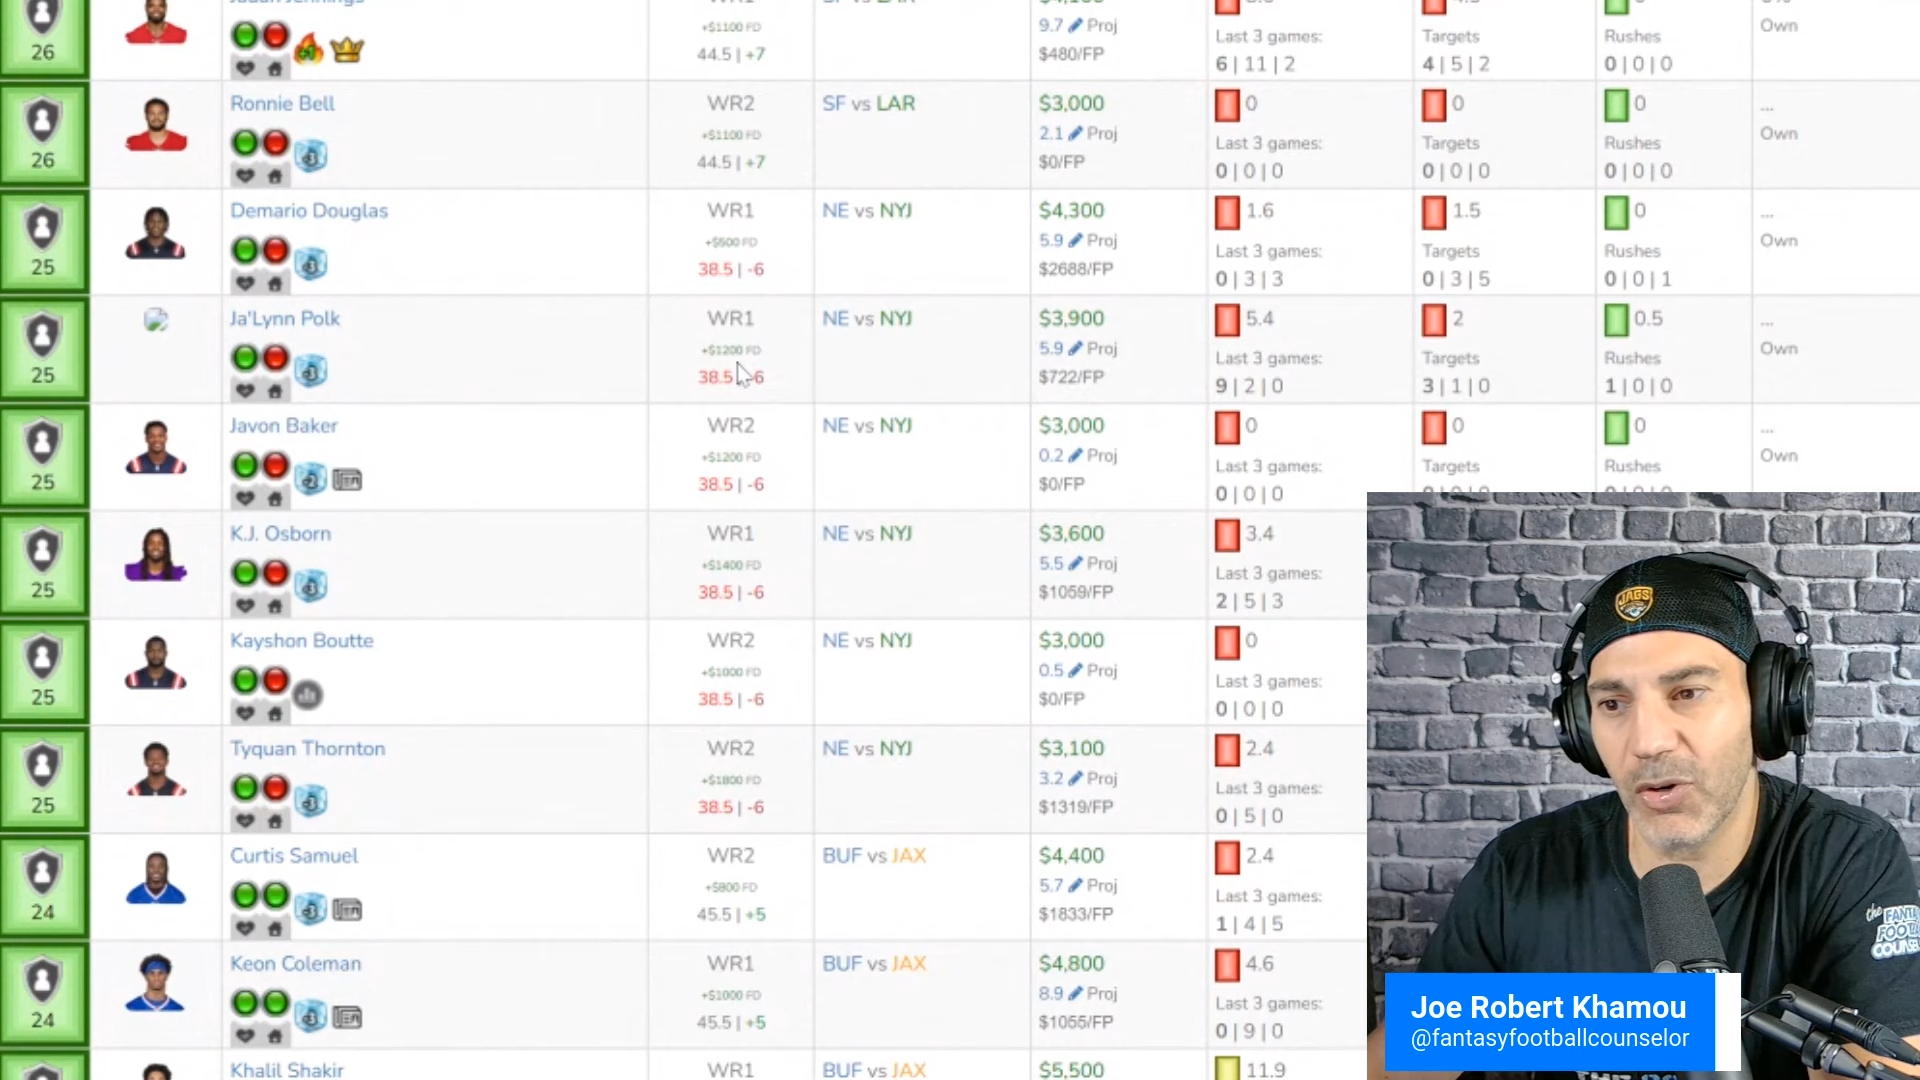 26
+$1100 FD
44.5 | +7
9.7 Proj
$480/FP
Last 3 games:
6 | 11 | 2
Targets
4 | 5 | 2
Rushes
0 | 0 | 0
Own
26
Ronnie Bell
WR2
+$1100 FD
44.5 | +7
SF vs LAR
$3,000
2.1 Proj
$0/FP
0
Last 3 games:
0 | 0 | 0
0
Targets
0 | 0 | 0
0
Rushes
0 | 0 | 0
...
Own
25
Demario Douglas
WR1
+$500 FD
38.5 | -6
NE vs NYJ
$4,300
5.9 Proj
$2688/FP
1.6
Last 3 games:
0 | 3 | 3
1.5
Targets
0 | 3 | 5
0
Rushes
0 | 0 | 1
...
Own
25
Ja'Lynn Polk
WR1
+$1200 FD
38.5 6
NE vs NYJ
$3,900
5.9 Proj
$722/FP
5.4
Last 3 games:
9 | 2 | 0
2
Targets
3 | 1 | 0
0.5
Rushes
1 | 0 | 0
...
Own
25
Javon Baker
WR2
+$1200 FD
38.5 | -6
NE vs NYJ
$3,000
0.2 Proj
$0/FP
0
Last 3 games:
0 | 0 | 0
0
Targets
0
Rushes
...
Own
25
K.J. Osborn
WR1
+$1400 FD
38.5 | -6
NE vs NYJ
$3,600
5.5 Proj
$1059/FP
3.4
Last 3 games:
2 | 5 | 3
25
Kayshon Boutte
WR2
+$1000 FD
38.5 | -6
NE vs NYJ
$3,000
0.5 Proj
$0/FP
0
Last 3 games:
0 | 0 | 0
25
Tyquan Thornton
WR2
+$1800 FD
38.5 | -6
NE vs NYJ
$3,100
3.2 Proj
$1319/FP
2.4
Last 3 games:
0 | 5 | 0
24
Curtis Samuel
WR2
+$800 FD
45.5 | +5
BUF vs JAX
$4,400
5.7 Proj
$1833/FP
2.4
Last 3 games:
1 | 4 | 5
24
Keon Coleman
WR1
+$1000 FD
45.5 | +5
BUF vs JAX
$4,800
8.9 Proj
$1055/FP
4.6
Last 3 games:
0 | 9 | 0
Khalil Shakir
WR1
BUF vs JAX
$5,500
11.9
JAGS
the
Joe Robert Khamou
@fantasyfootballcounselor